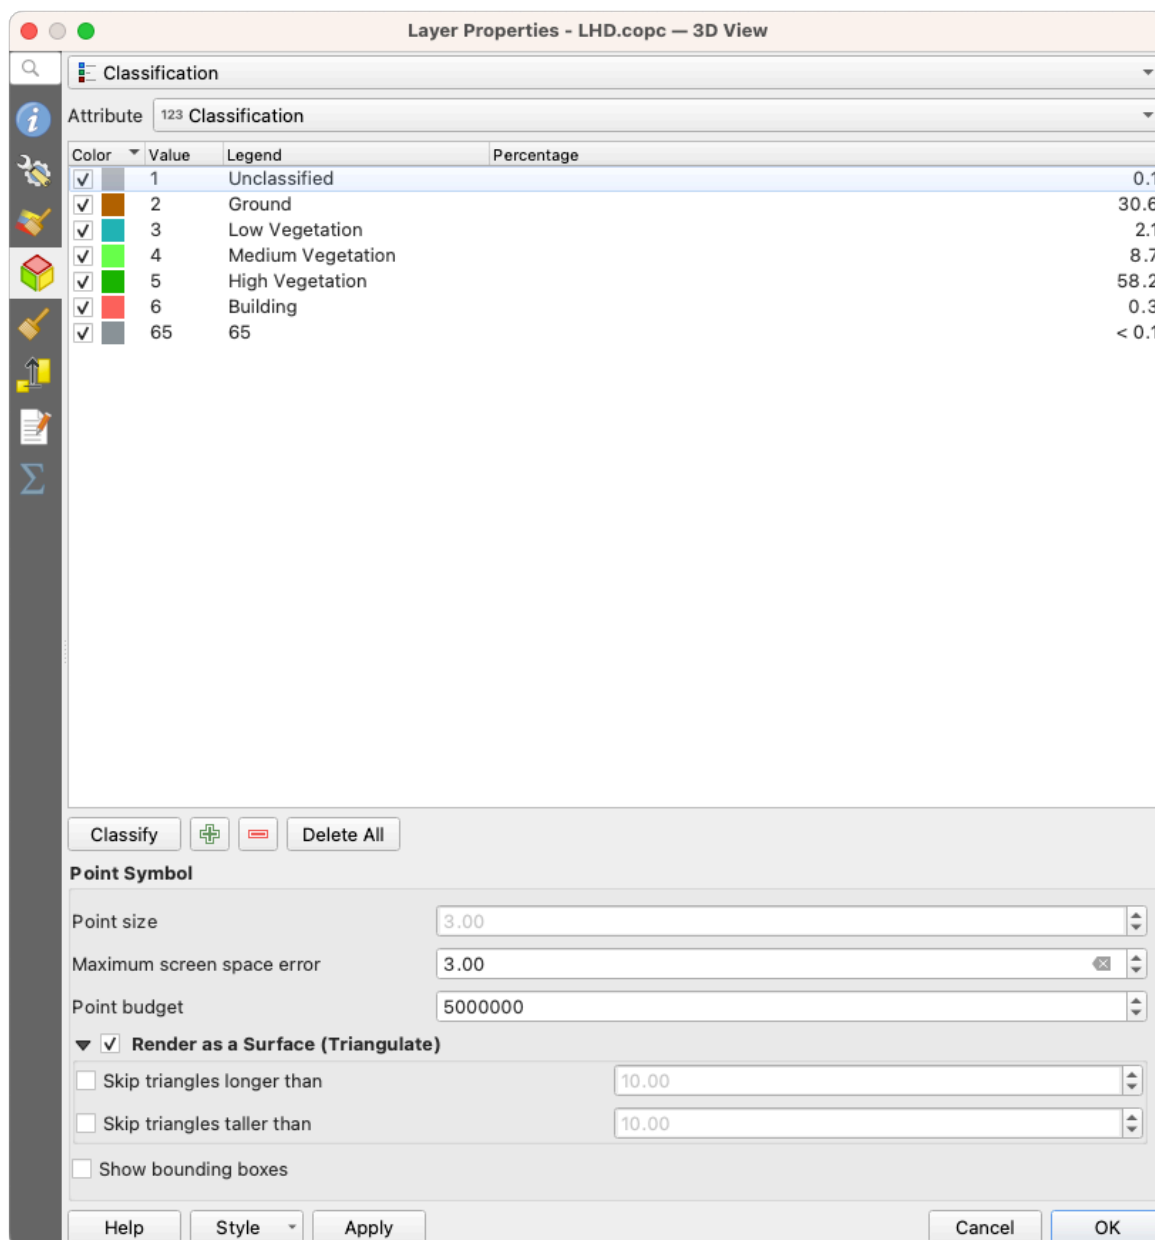 Layer Properties - LHD.copc — 3D View
Classification
Attribute 123 Classification
Color Value Legend Percentage
1 Unclassified 0.1
2 Ground 30.6
3 Low Vegetation 2.1
4 Medium Vegetation 8.7
5 High Vegetation 58.2
6 Building 0.3
65 65 < 0.1
Classify Delete All
Point Symbol
Point size 3.00
Maximum screen space error 3.00
Point budget 5000000
Render as a Surface (Triangulate)
Skip triangles longer than 10.00
Skip triangles taller than 10.00
Show bounding boxes
Help Style Apply Cancel OK